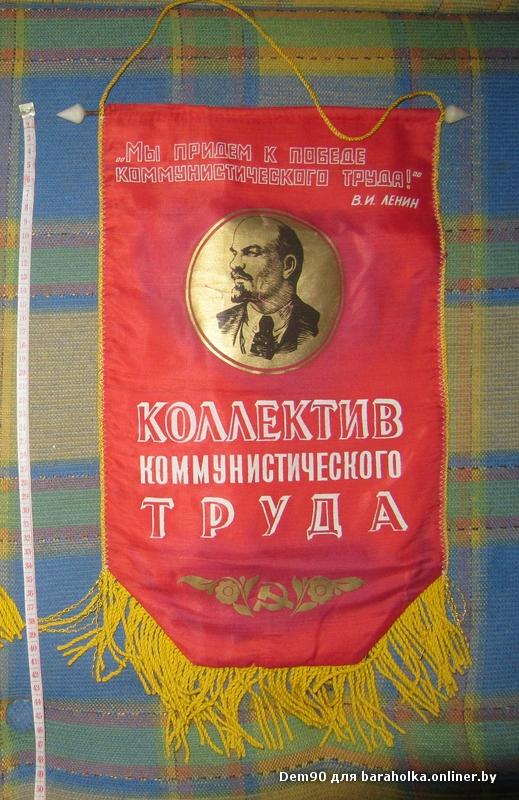 „Мы придем к победе
коммунистического труда!"
В.И. Ленин
КОЛЛЕКТИВ
КОММУНИСТИЧЕСКОГО
ТРУДА
Dem90 для baraholka.onliner.by